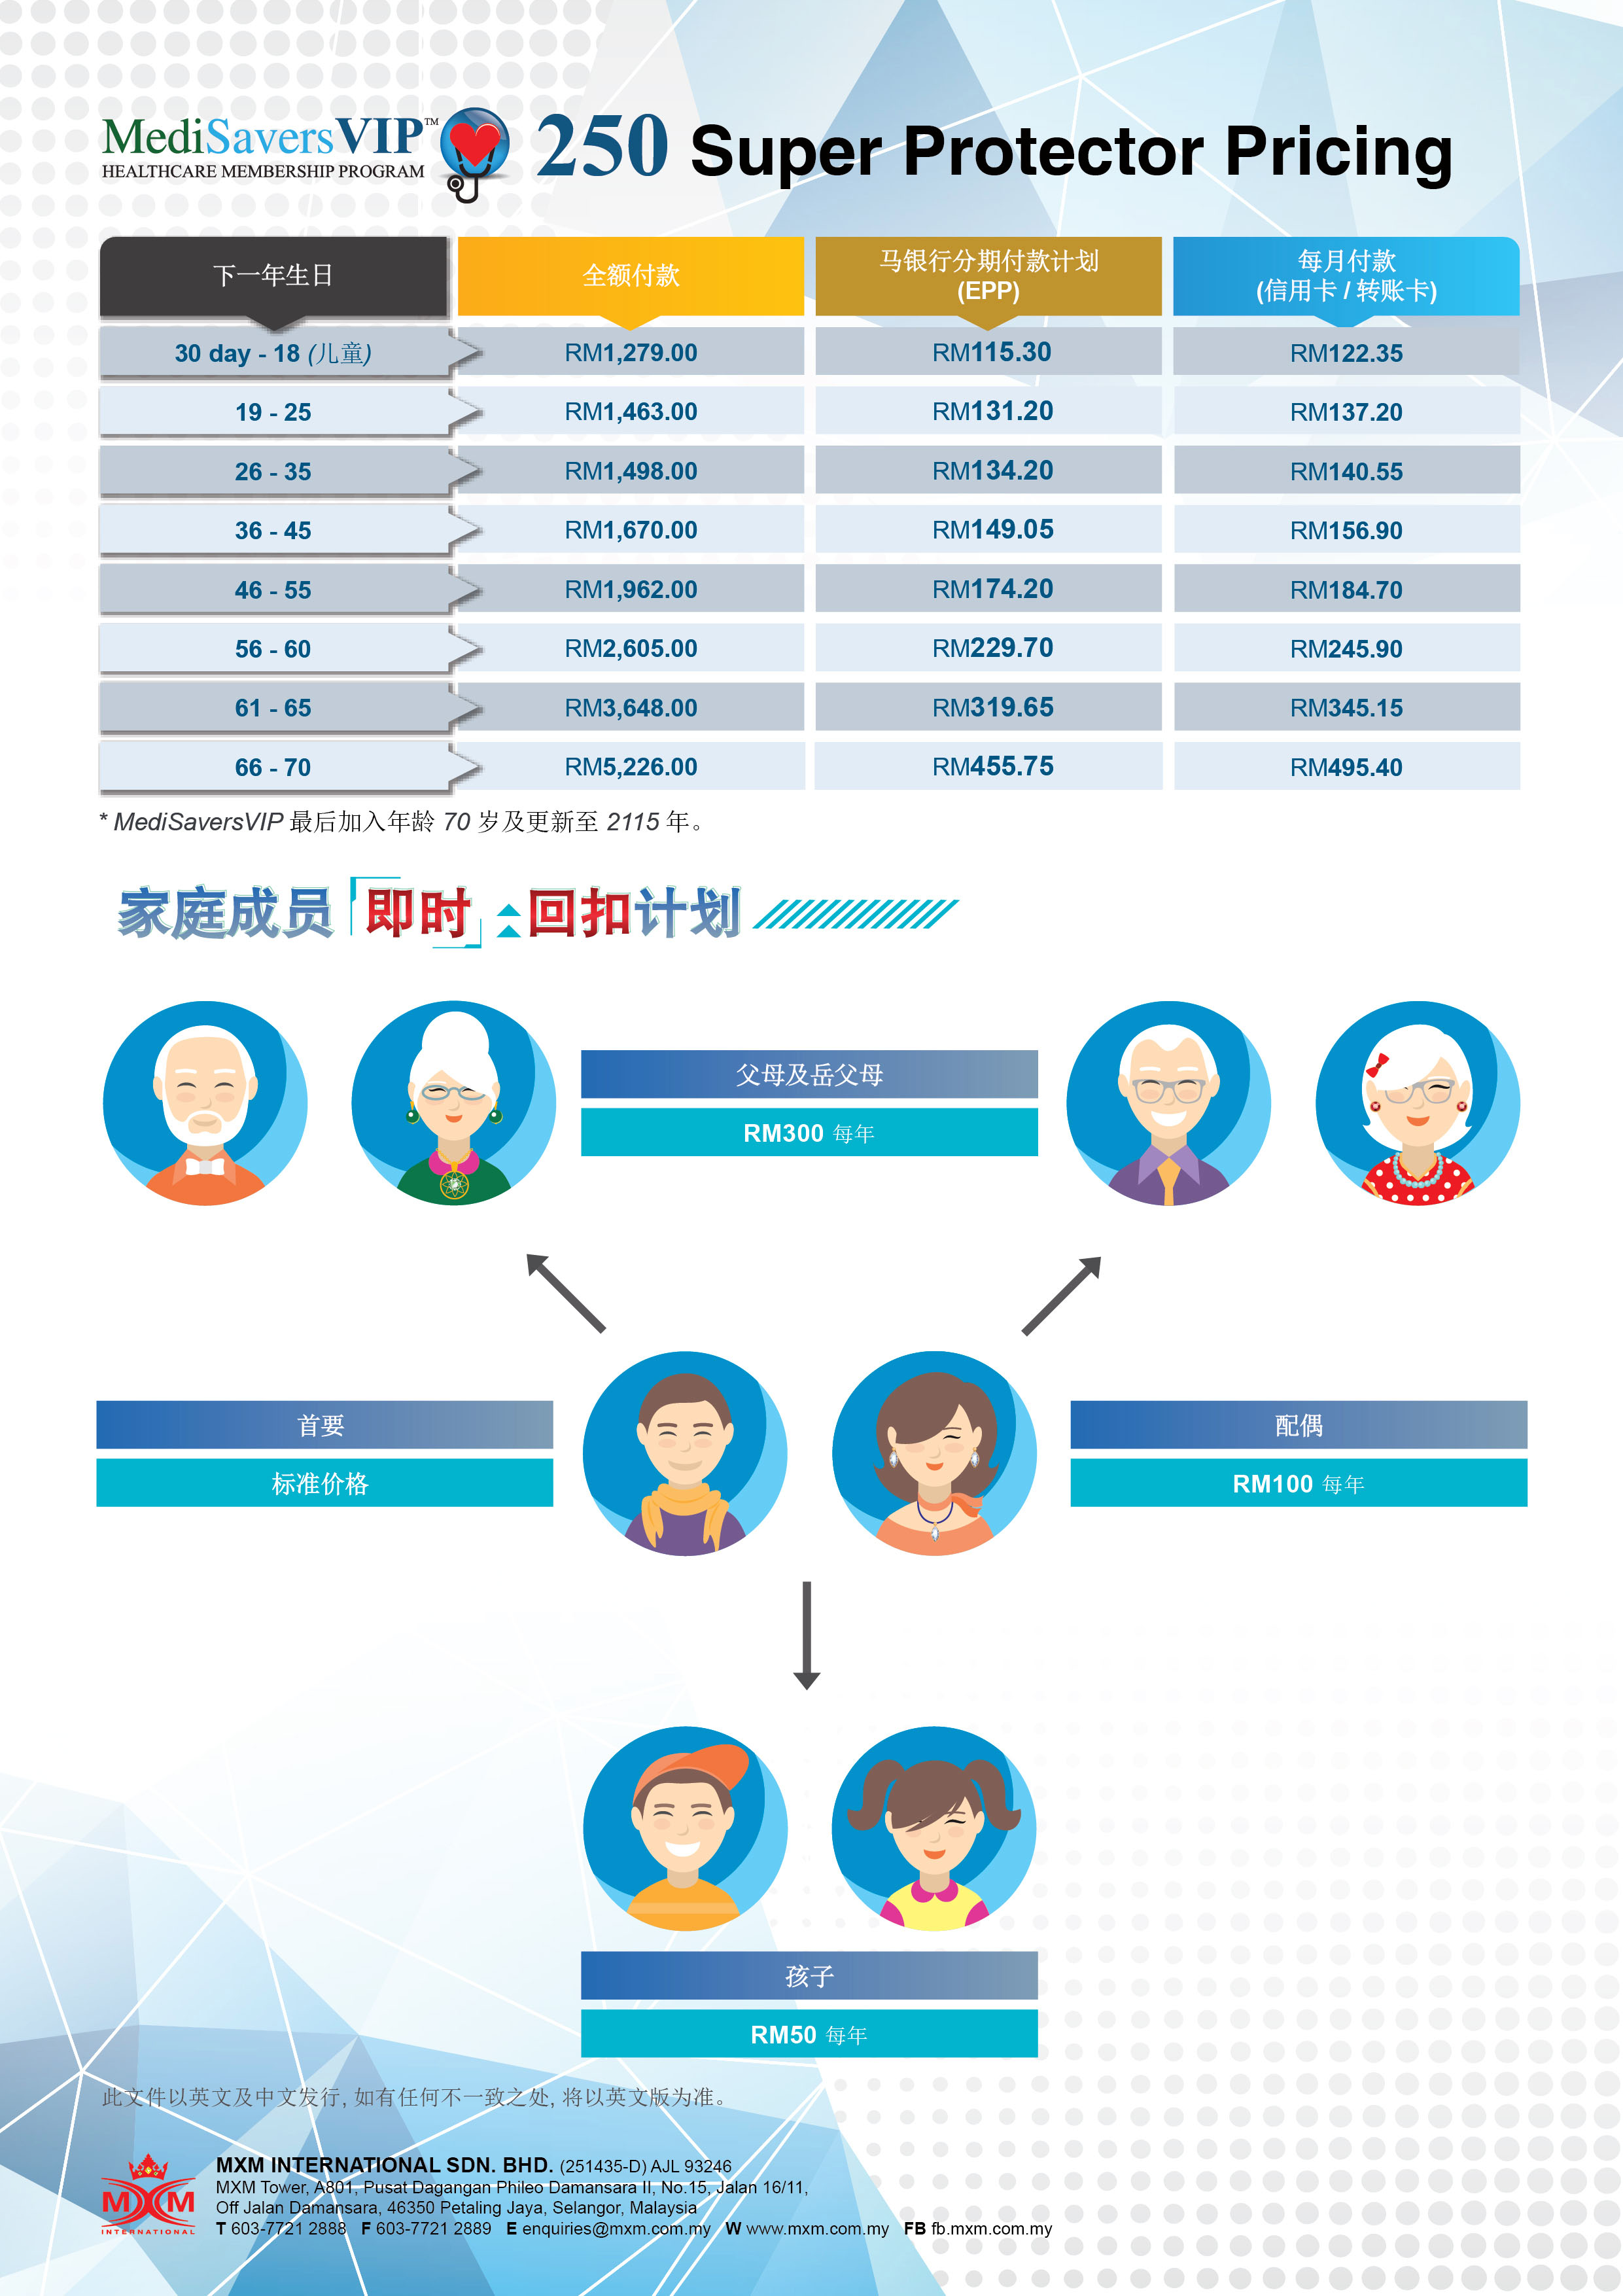 MediSaversVIP™ 250 Super Protector Pricing
HEALTHCARE MEMBERSHIP PROGRAM
下一年生日 全额付款 马银行分期付款计划 (EPP) 每月付款 (信用卡 / 转账卡)
30 day - 18 (儿童) RM1,279.00 RM115.30 RM122.35
19 - 25 RM1,463.00 RM131.20 RM137.20
26 - 35 RM1,498.00 RM134.20 RM140.55
36 - 45 RM1,670.00 RM149.05 RM156.90
46 - 55 RM1,962.00 RM174.20 RM184.70
56 - 60 RM2,605.00 RM229.70 RM245.90
61 - 65 RM3,648.00 RM319.65 RM345.15
66 - 70 RM5,226.00 RM455.75 RM495.40
* MediSaversVIP 最后加入年龄 70 岁及更新至 2115 年。
家庭成员「即时」回扣计划
父母及岳父母
RM300 每年
首要
标准价格
配偶
RM100 每年
孩子
RM50 每年
此文件以英文及中文发行, 如有任何不一致之处, 将以英文版为准。
MXM
INTERNATIONAL
MXM INTERNATIONAL SDN. BHD. (251435-D) AJL 93246
MXM Tower, A801, Pusat Dagangan Phileo Damansara II, No.15, Jalan 16/11,
Off Jalan Damansara, 46350 Petaling Jaya, Selangor, Malaysia
T 603-7721 2888 F 603-7721 2889 E enquiries@mxm.com.my W www.mxm.com.my FB fb.mxm.com.my